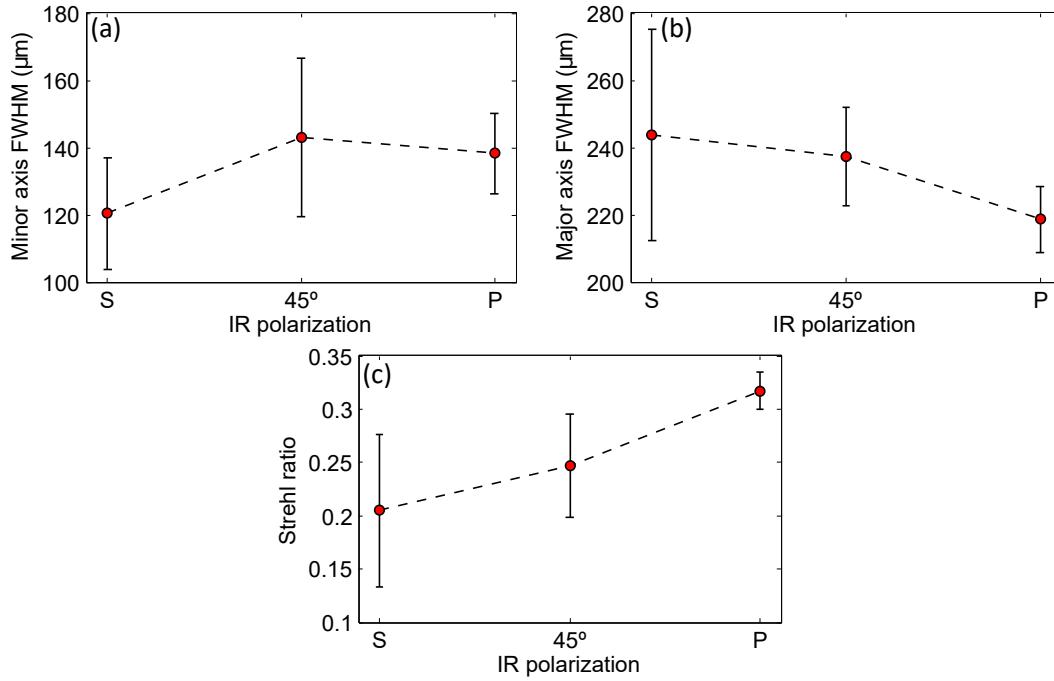 (a)
Minor axis FWHM (µm)
180
160
140
120
100
S 45º P
IR polarization
(b)
Major axis FWHM (µm)
280
260
240
220
200
S 45º P
IR polarization
(c)
Strehl ratio
0.35
0.3
0.25
0.2
0.15
0.1
S 45º P
IR polarization